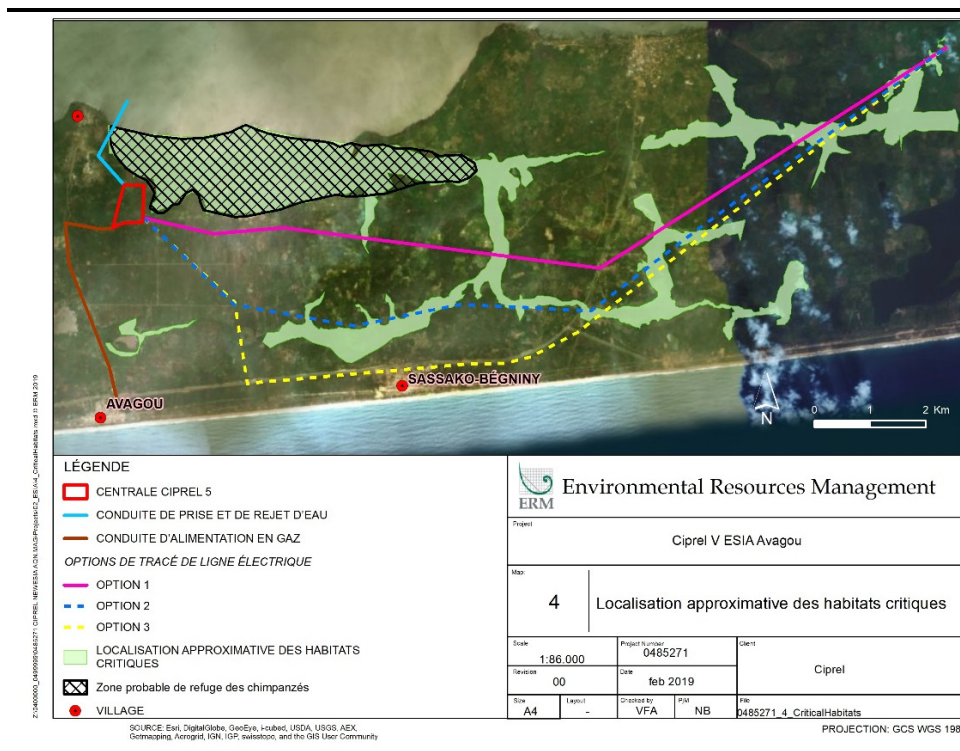 AVAGOU
SASSAKO-BÉGNINY
N
0 1 2 Km
LÉGENDE
CENTRALE CIPREL 5
CONDUITE DE PRISE ET DE REJET D'EAU
CONDUITE D'ALIMENTATION EN GAZ
OPTIONS DE TRACÉ DE LIGNE ÉLECTRIQUE
OPTION 1
OPTION 2
OPTION 3
LOCALISATION APPROXIMATIVE DES HABITATS
CRITIQUES
Zone probable de refuge des chimpanzés
VILLAGE
ERM
Environmental Resources Management
Project
Ciprel V ESIA Avagou
Map:
4
Localisation approximative des habitats critiques
Scale
1:86.000
Project Number
0485271
Client
Ciprel
Revision
00
Date
feb 2019
Size
A4
Layout
-
Checked by
VFA
PM
NB
File
0485271_4_CriticalHabitats
SOURCE: Esri, DigitalGlobe, GeoEye, i-cubed, USDA, USGS, AEX,
Getmapping, Aerogrid, IGN, IGP, swisstopo, and the GIS User Community
PROJECTION: GCS WGS 198